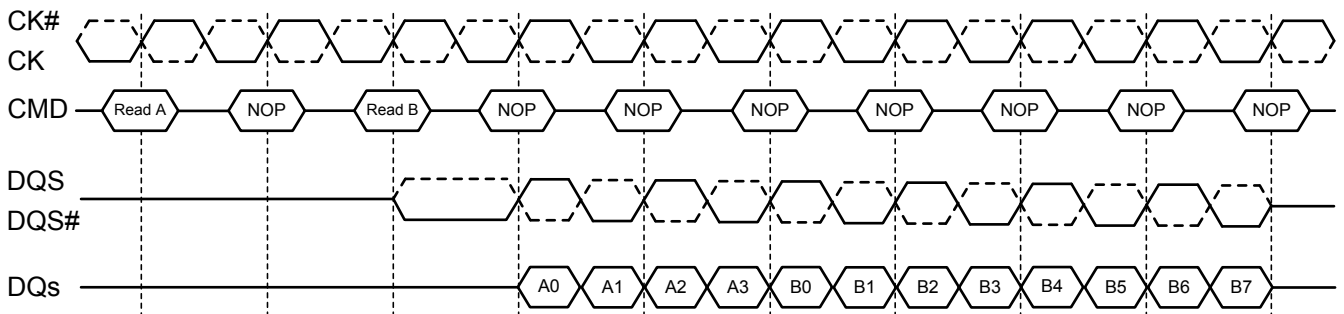 CK#
CK
CMD Read A NOP Read B NOP NOP NOP NOP NOP NOP NOP
DQS
DQS#
DQs A0 A1 A2 A3 B0 B1 B2 B3 B4 B5 B6 B7